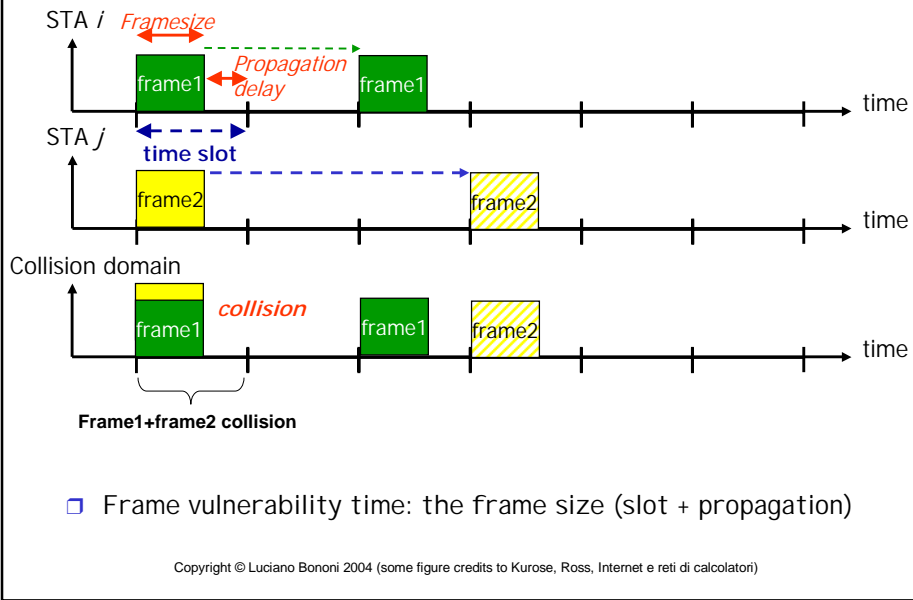 STA i Framesize
frame1
Propagation
delay
frame1
time
STA j
time slot
frame2
frame2
time
Collision domain
collision
frame1
frame1
frame2
time
Frame1+frame2 collision
Frame vulnerability time: the frame size (slot + propagation)
Copyright © Luciano Bononi 2004 (some figure credits to Kurose, Ross, Internet e reti di calcolatori)